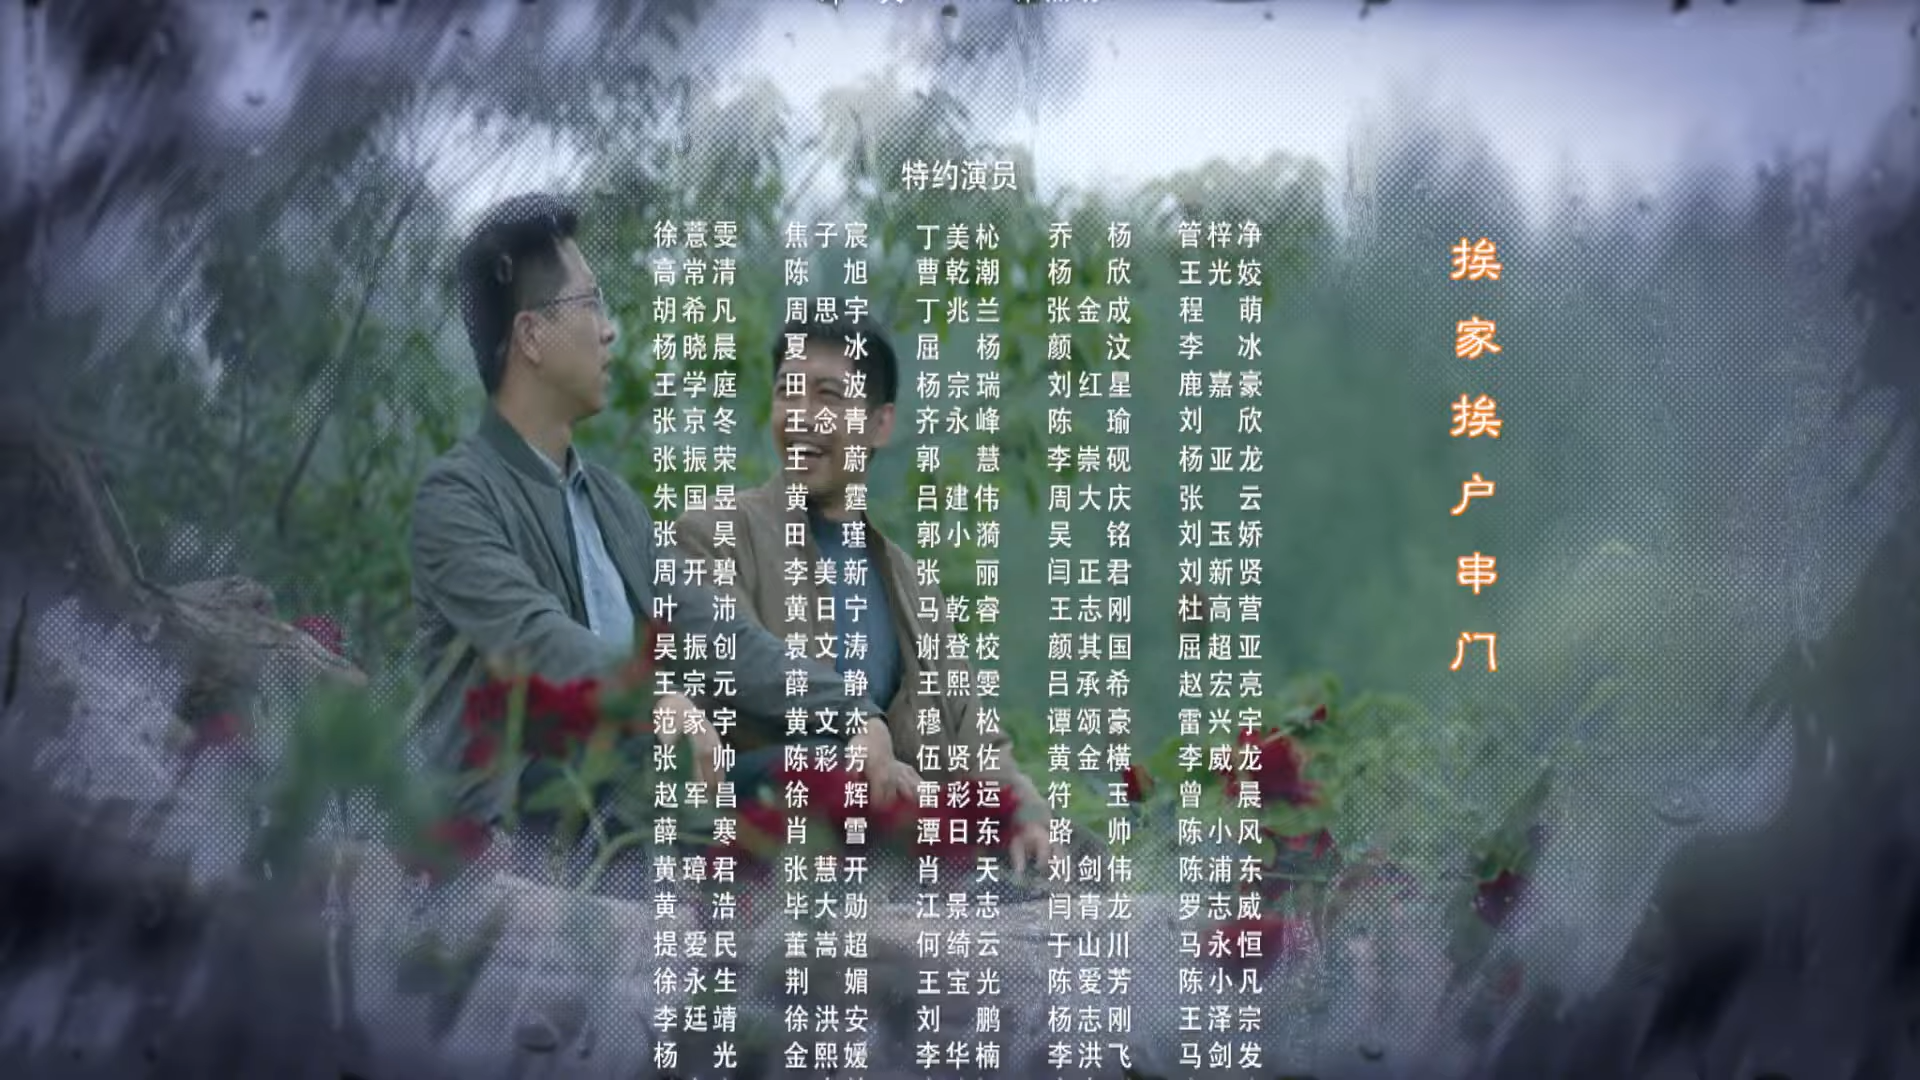 特约演员
徐薏雯 焦子宸 丁美杺 乔杨 管梓净
高常清 陈旭 曹乾潮 杨欣 王光姣
胡希凡 周思宇 丁兆兰 张金成 程萌
杨晓晨 夏冰 屈杨 颜汶 李冰
王学庭 田波 杨宗瑞 刘红星 鹿嘉豪
张京冬 王念青 齐永峰 陈瑜 刘欣
张振荣 王蔚 郭慧 李崇砚 杨亚龙
朱国昱 黄霆 吕建伟 周大庆 张云
张昊 田瑾 郭小漪 吴铭 刘玉娇
周开碧 李美新 张丽 闫正君 刘新贤
叶沛 黄日宁 马乾睿 王志刚 杜高营
吴振创 袁文涛 谢登校 颜其国 屈超亚
王宗元 薛静 王熙雯 吕承希 赵宏亮
范家宇 黄文杰 穆松 谭颂豪 雷兴宇
张帅 陈彩芳 伍贤佐 黄金横 李威龙
赵军昌 徐辉 雷彩运 符玉 曾晨
薛寒 肖雪 潭日东 路帅 陈小风
黄璋君 张慧开 肖天 刘剑伟 陈浦东
黄浩 毕大勋 江景志 闫青龙 罗志威
提爱民 董嵩超 何绮云 于山川 马永恒
徐永生 荆媚 王宝光 陈爱芳 陈小凡
李廷靖 徐洪安 刘鹏 杨志刚 王泽宗
杨光 金熙媛 李华楠 李洪飞 马剑发
挨家挨户串门